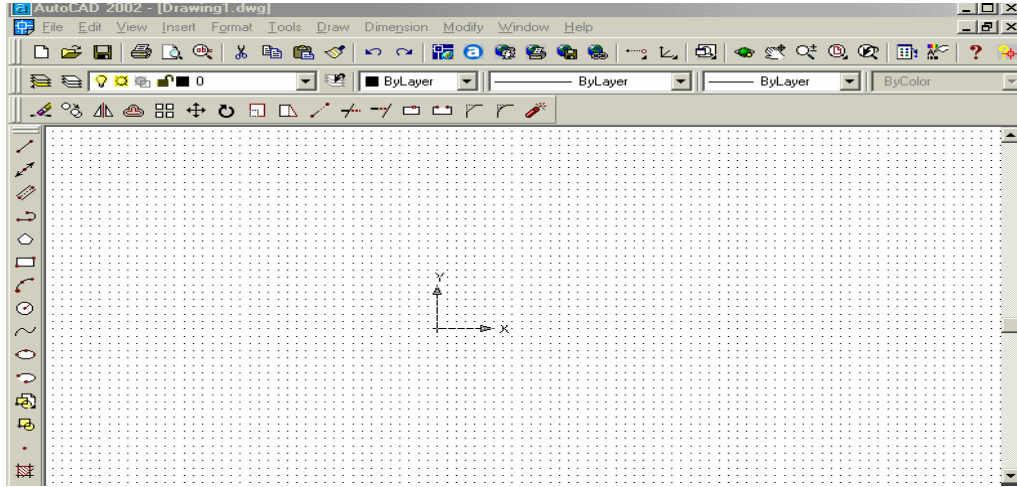 AutoCAD 2002 - [Drawing1.dwg]
File Edit View Insert Format Tools Draw Dimension Modify Window Help
0 ByLayer ByLayer ByLayer ByColor
Y
X